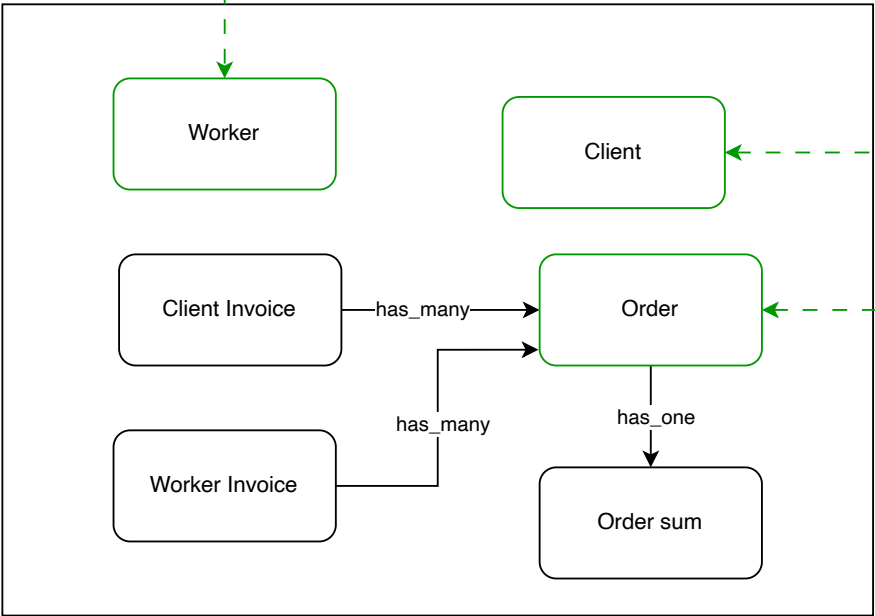 Worker
Client
Client Invoice
has_many
Order
has_many
has_one
Worker Invoice
Order sum